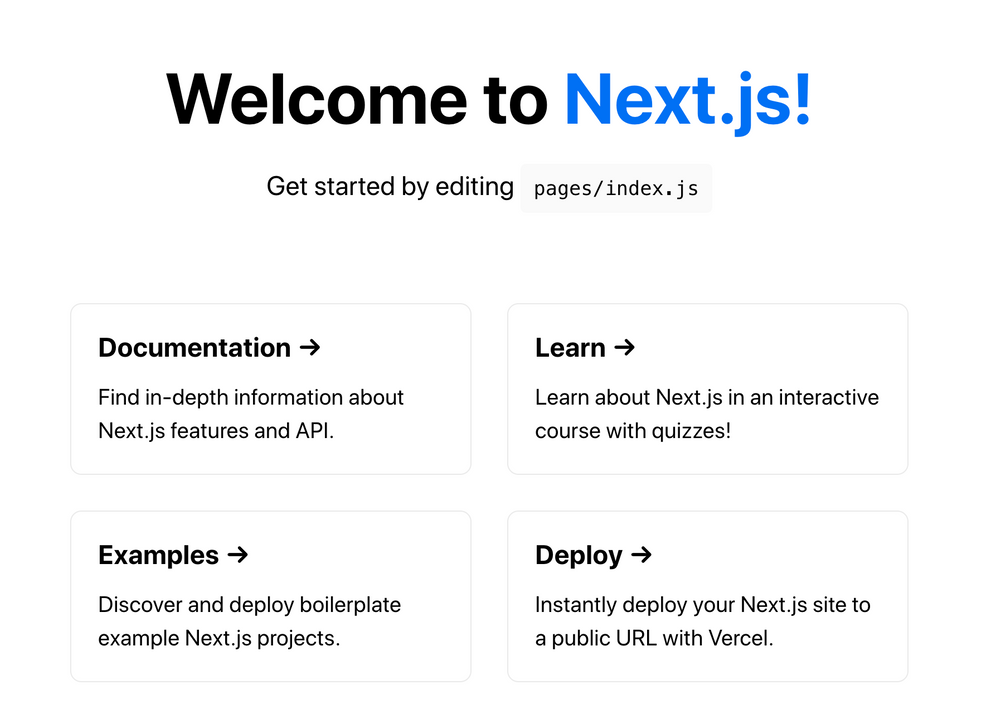 Welcome to Next.js!
Get started by editing pages/index.js
Documentation →
Find in-depth information about
Next.js features and API.
Learn →
Learn about Next.js in an interactive
course with quizzes!
Examples →
Discover and deploy boilerplate
example Next.js projects.
Deploy →
Instantly deploy your Next.js site to
a public URL with Vercel.